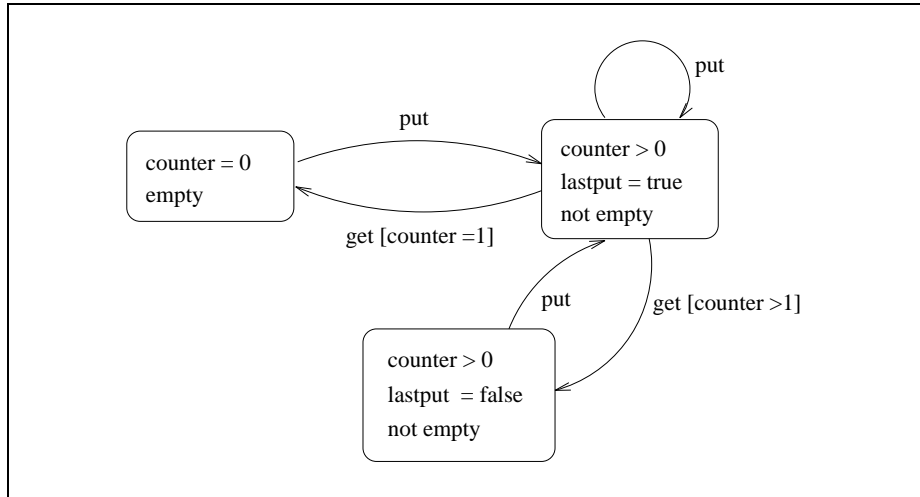 put
put
counter = 0
empty
counter > 0
lastput = true
not empty
get [counter =1]
put
get [counter >1]
counter > 0
lastput = false
not empty